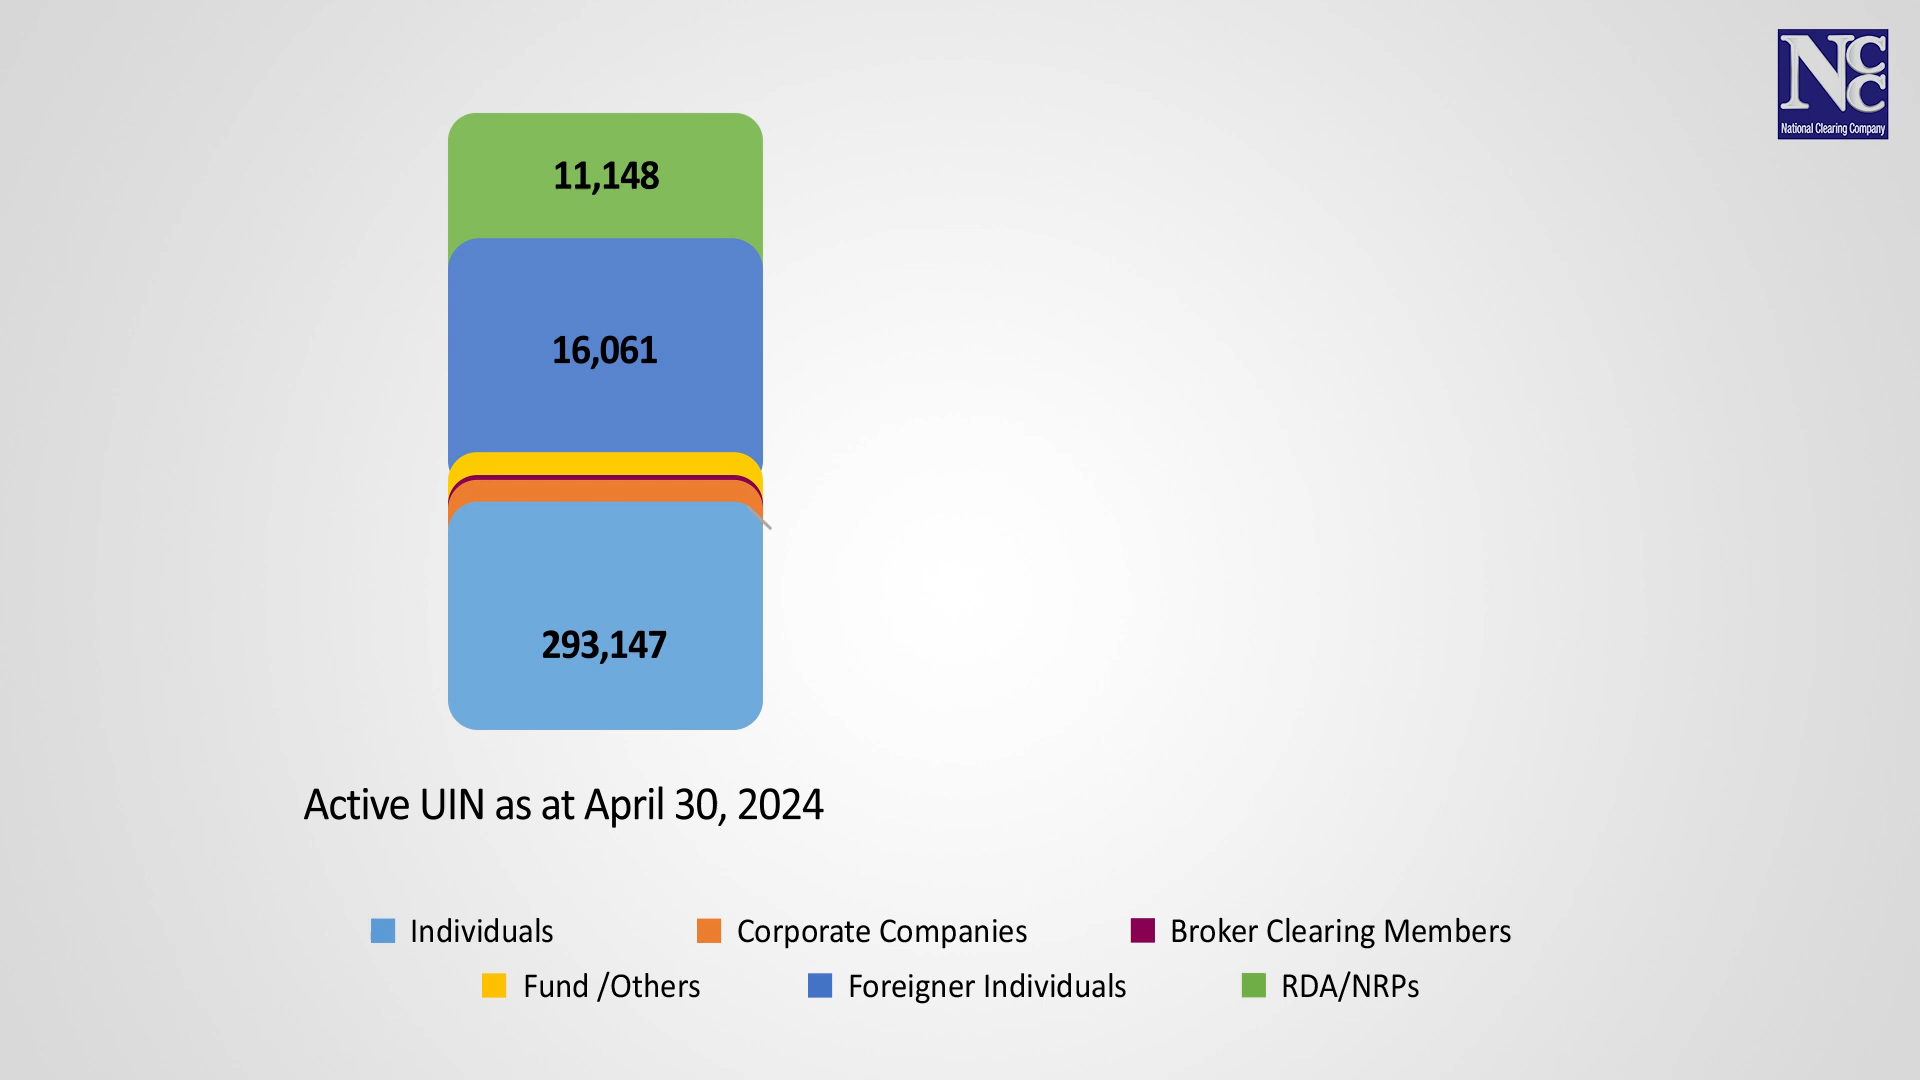 NCC
National Clearing Company
11,148
16,061
293,147
Active UIN as at April 30, 2024
Individuals
Corporate Companies
Broker Clearing Members
Fund /Others
Foreigner Individuals
RDA/NRPs